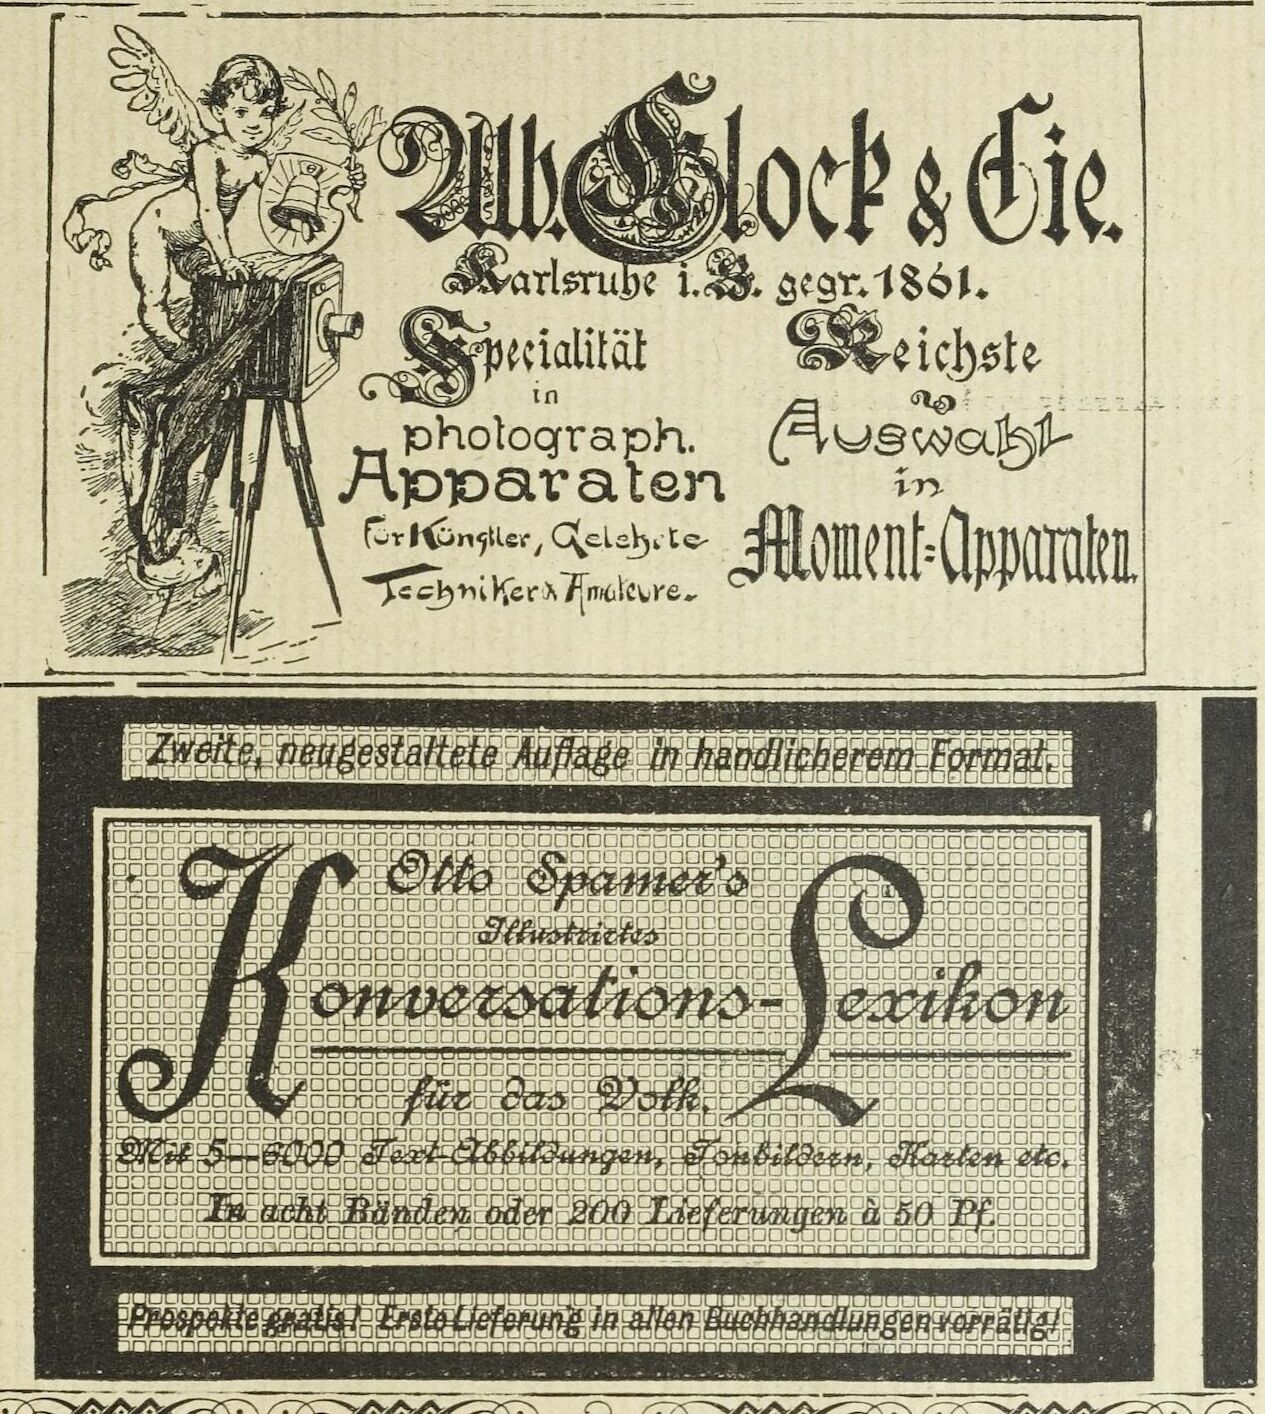 Alb. Glock & Cie.
Karlsruhe i. B. gegr. 1861.
Specialität
in
photograph.
Apparaten
für Künstler, Gelehrte
Techniker & Amateure.
Reichste
Auswahl
in
Moment-Apparaten.
Zweite, neugestaltete Auflage in handlicherem Format.
Otto Spamer's
Illustrirtes
Konversations-Lexikon
für das Volk.
Mit 5—6000 Text-Abbildungen, Tonbildern, Karten etc.
In acht Bänden oder 200 Lieferungen à 50 Pf.
Prospekte gratis! Erste Lieferung in allen Buchhandlungen vorrätig!